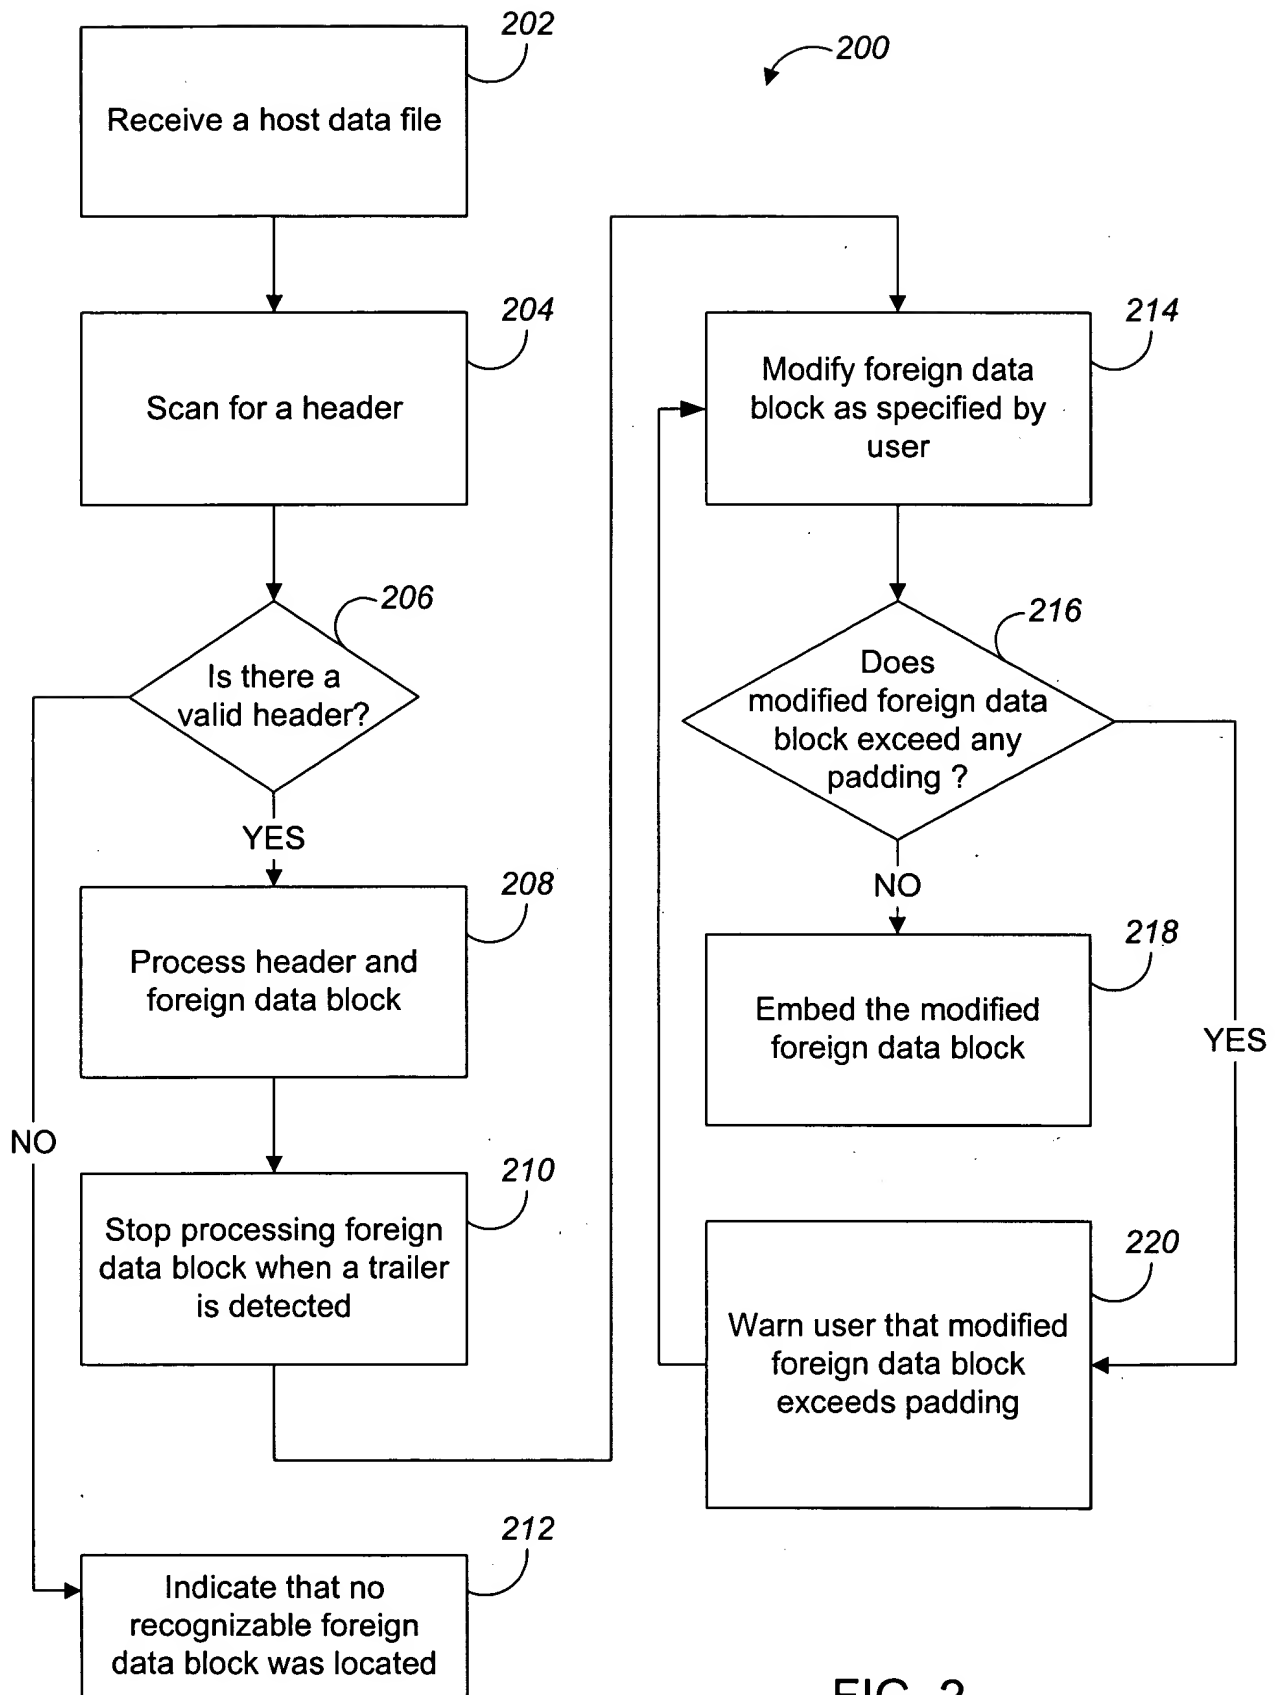 202
200
Receive a host data file
204
Scan for a header
206
Is there a
valid header?
YES
208
Process header and
foreign data block
NO
210
Stop processing foreign
data block when a trailer
is detected
212
Indicate that no
recognizable foreign
data block was located
214
Modify foreign data
block as specified by
user
216
Does
modified foreign data
block exceed any
padding ?
NO
218
Embed the modified
foreign data block
YES
220
Warn user that modified
foreign data block
exceeds padding
FIG. 2